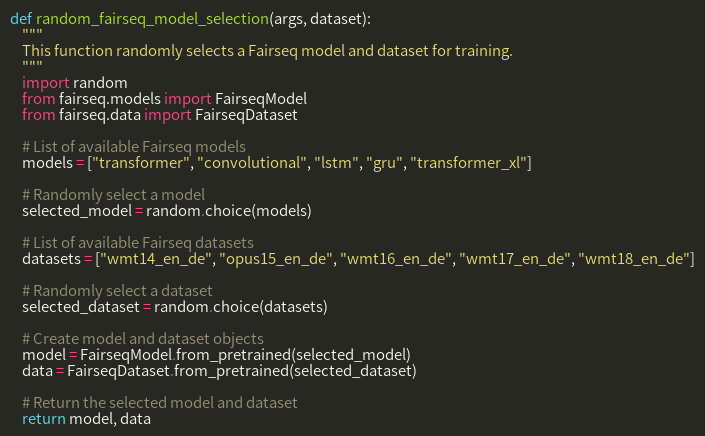 def random_fairseq_model_selection(args, dataset):
    """
    This function randomly selects a Fairseq model and dataset for training.
    """
    import random
    from fairseq.models import FairseqModel
    from fairseq.data import FairseqDataset

    # List of available Fairseq models
    models = ["transformer", "convolutional", "lstm", "gru", "transformer_xl"]

    # Randomly select a model
    selected_model = random.choice(models)

    # List of available Fairseq datasets
    datasets = ["wmt14_en_de", "opus15_en_de", "wmt16_en_de", "wmt17_en_de", "wmt18_en_de"]

    # Randomly select a dataset
    selected_dataset = random.choice(datasets)

    # Create model and dataset objects
    model = FairseqModel.from_pretrained(selected_model)
    data = FairseqDataset.from_pretrained(selected_dataset)

    # Return the selected model and dataset
    return model, data